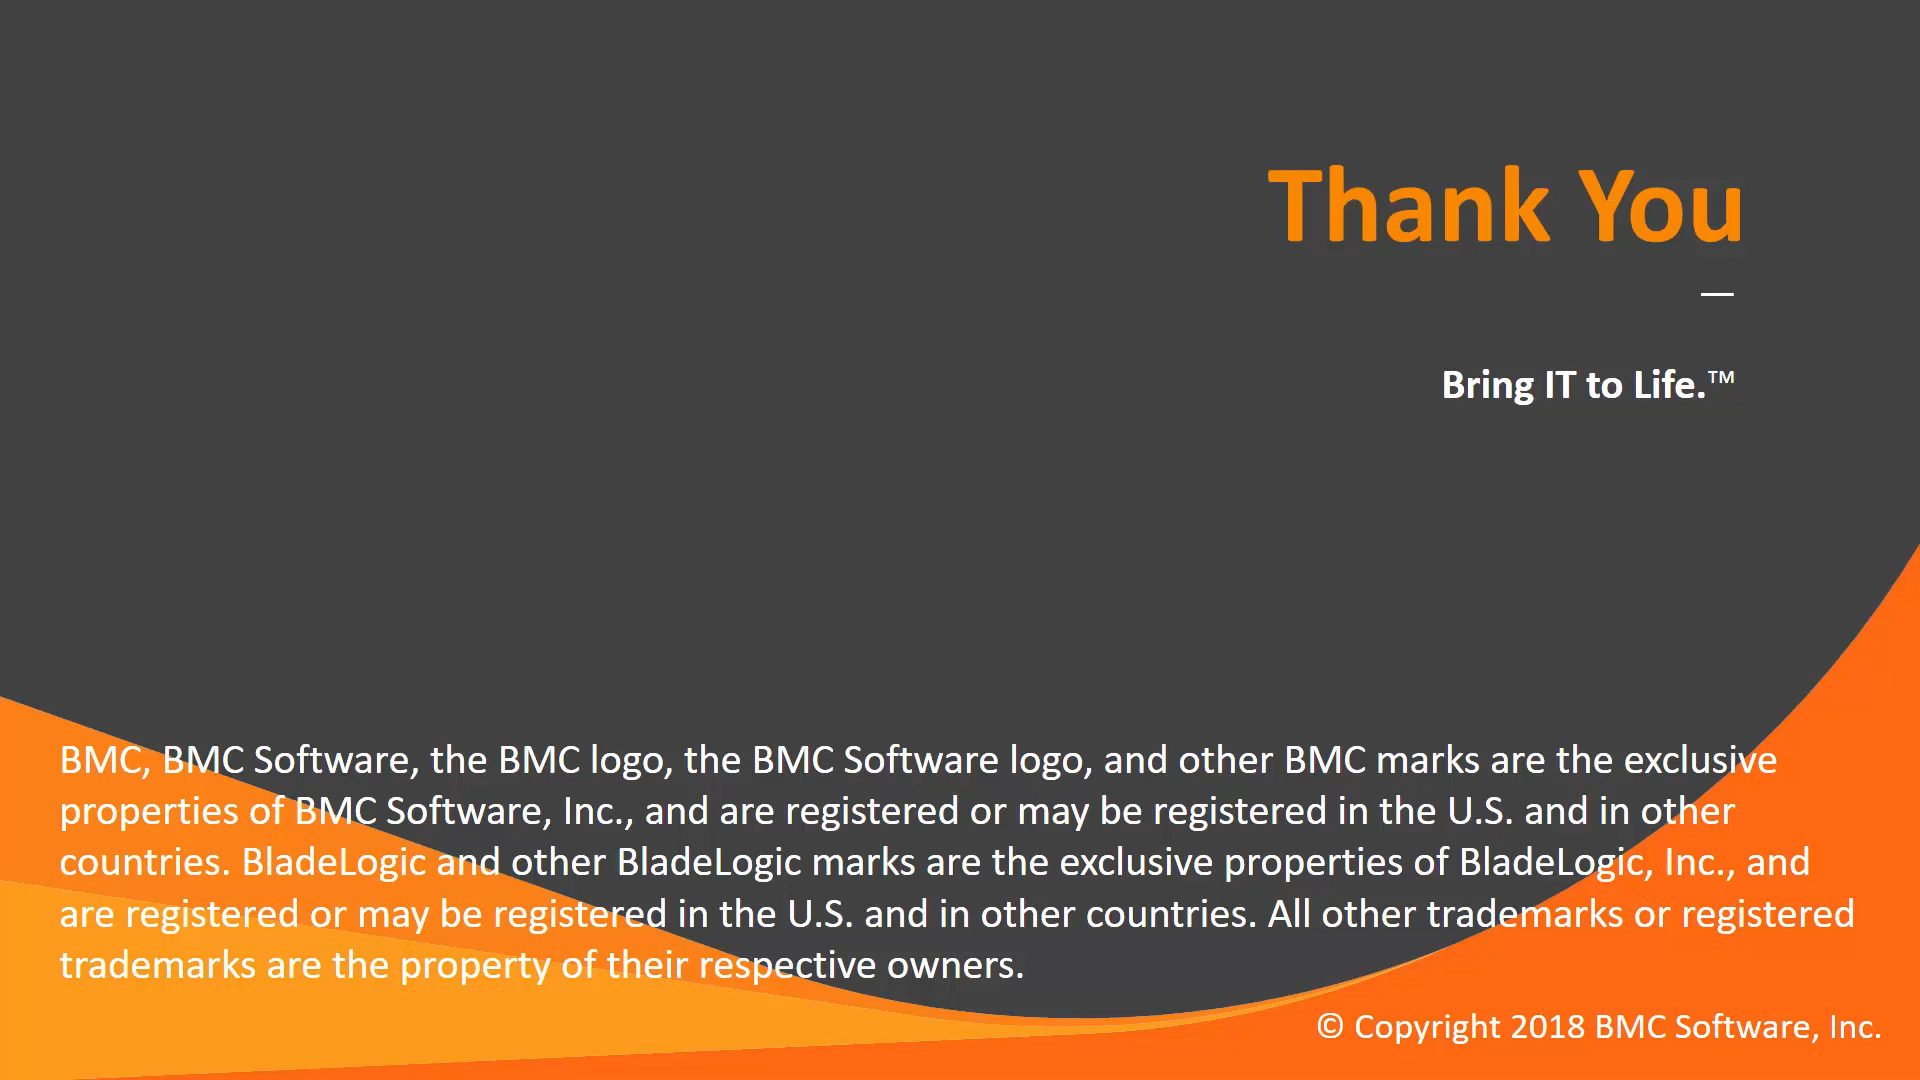 Thank You
—
Bring IT to Life.™
BMC, BMC Software, the BMC logo, the BMC Software logo, and other BMC marks are the exclusive
properties of BMC Software, Inc., and are registered or may be registered in the U.S. and in other
countries. BladeLogic and other BladeLogic marks are the exclusive properties of BladeLogic, Inc., and
are registered or may be registered in the U.S. and in other countries. All other trademarks or registered
trademarks are the property of their respective owners.
© Copyright 2018 BMC Software, Inc.